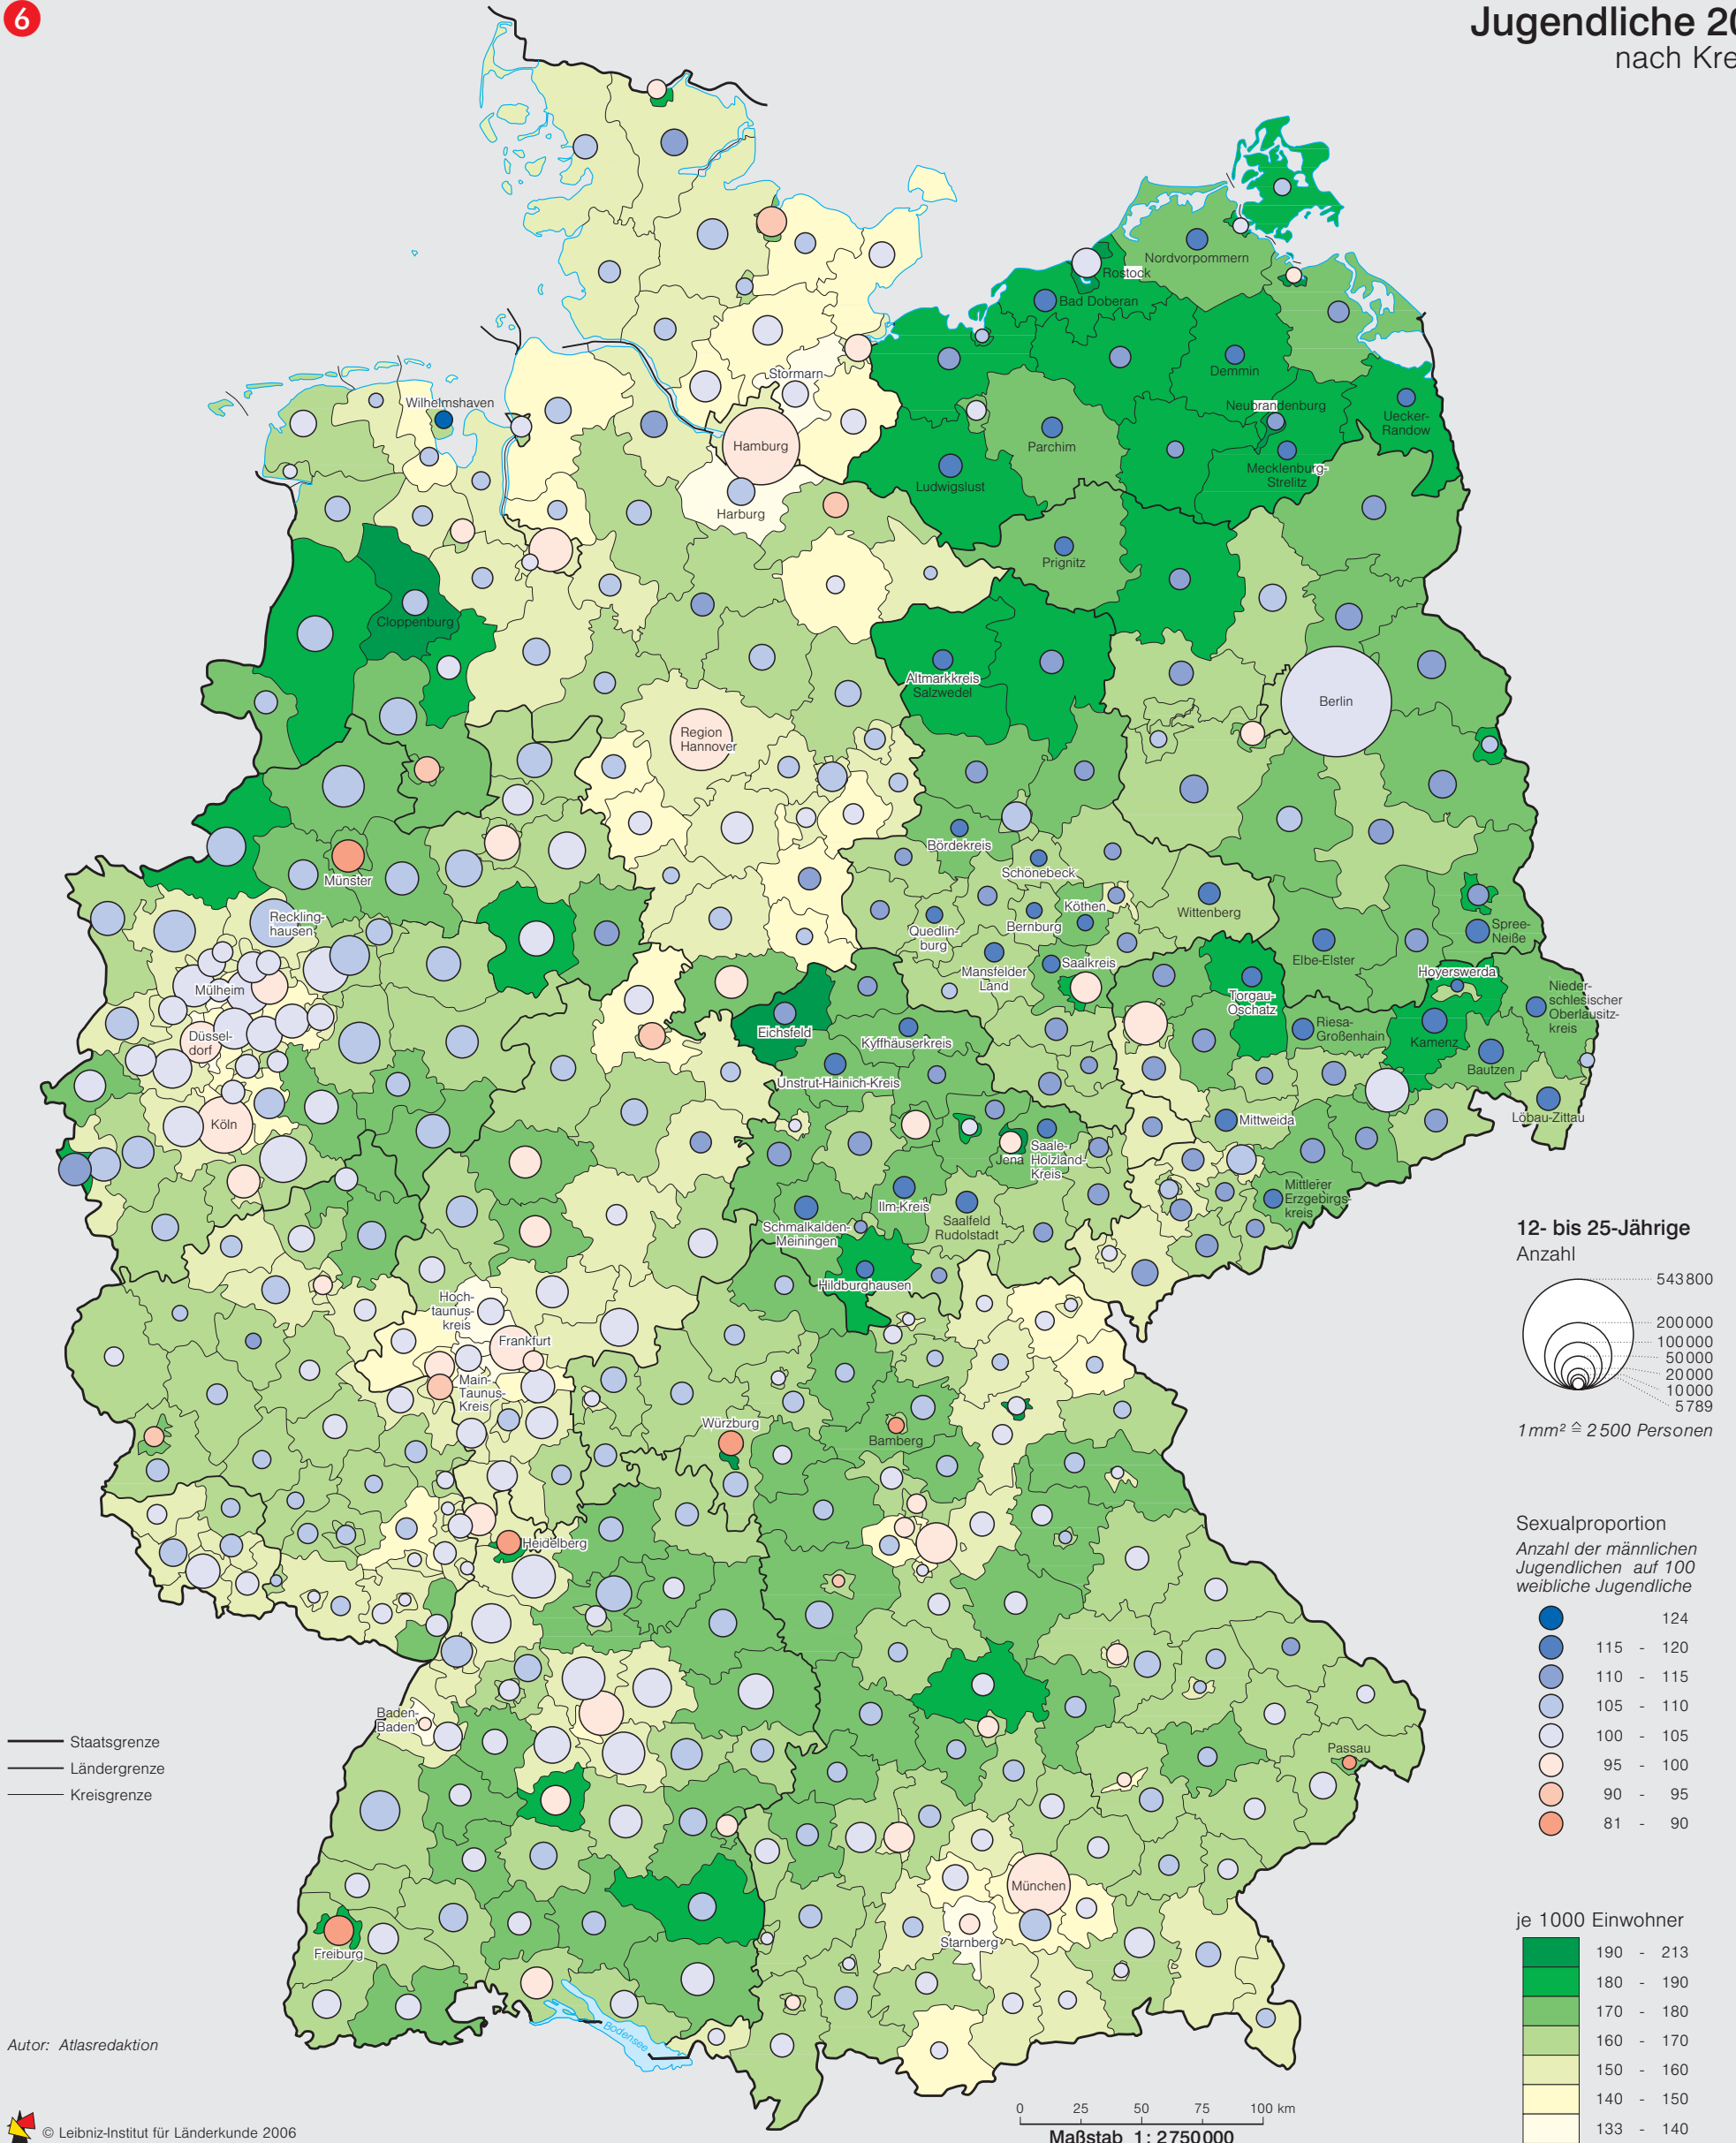 6
Jugendliche 20
nach Kre
Rostock
Nordvorpommern
Bad Doberan
Stormarn
Demmin
Wilhelmshaven
Neubrandenburg
Uecker-
Randow
Hamburg
Parchim
Mecklenburg-
Strelitz
Ludwigslust
Harburg
Prignitz
Cloppenburg
Altmarkkreis
Salzwedel
Berlin
Region
Hannover
Bördekreis
Schönebeck
Münster
Wittenberg
Köthen
Bernburg
Quedlin-
burg
Reckling-
hausen
Spree-
Neiße
Elbe-Elster
Saalkreis
Mansfelder
Land
Hoyerswerda
Mülheim
Torgau-
Oschatz
Nieder-
schlesischer
Oberlausitz-
kreis
Eichsfeld
Riesa-
Großenhain
Kamenz
Düssel-
dorf
Kyffhäuserkreis
Bautzen
Unstrut-Hainich-Kreis
Löbau-Zittau
Köln
Mittweida
Jena
Saale-
Holzland-
Kreis
Mittlerer
Erzgebirgs-
kreis
Ilm-Kreis
Schmalkalden-
Meiningen
Saalfeld
Rudolstadt
Hildburghausen
Hoch-
taunus-
kreis
Frankfurt
Main-
Taunus-
Kreis
Würzburg
Bamberg
Heidelberg
Baden-
Baden
Passau
München
Starnberg
Freiburg
Bodensee
12- bis 25-Jährige
Anzahl
543 800
200 000
100 000
50 000
20 000
10 000
5 789
1 mm² ≙ 2 500 Personen
Sexualproportion
Anzahl der männlichen
Jugendlichen auf 100
weibliche Jugendliche
124
115 - 120
110 - 115
105 - 110
100 - 105
95 - 100
90 - 95
81 - 90
je 1000 Einwohner
190 - 213
180 - 190
170 - 180
160 - 170
150 - 160
140 - 150
133 - 140
Staatsgrenze
Ländergrenze
Kreisgrenze
Autor: Atlasredaktion
© Leibniz-Institut für Länderkunde 2006
0 25 50 75 100 km
Maßstab 1 : 2750000